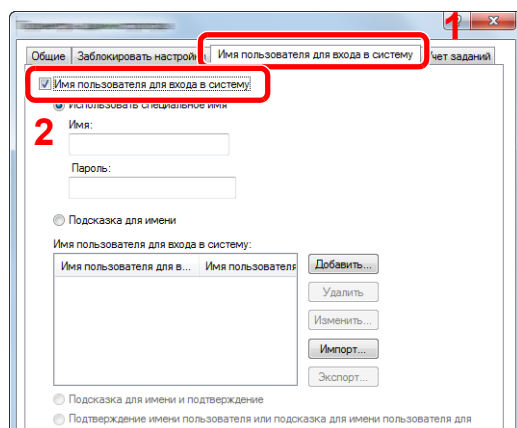 1
Общие Заблокировать настройки Имя пользователя для входа в систему Учет заданий
Имя пользователя для входа в систему
Использовать специальное имя
2
Имя:
Пароль:
Подсказка для имени
Имя пользователя для входа в систему:
Имя пользователя для в... Имя пользователя
Добавить...
Удалить
Изменить...
Импорт...
Экспорт...
Подсказка для имени и подтверждение
Подтверждение имени пользователя или подсказка для имени пользователя для